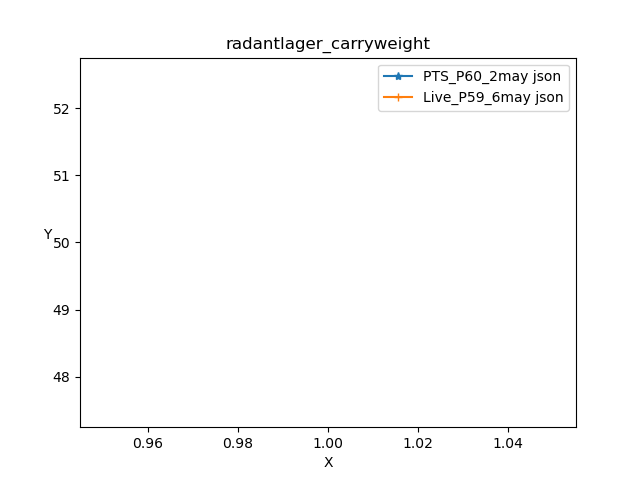 radantlager_carryweight
PTS_P60_2may json
Live_P59_6may json
52
51
Y
50
49
48
0.96 0.98 1.00 1.02 1.04
X